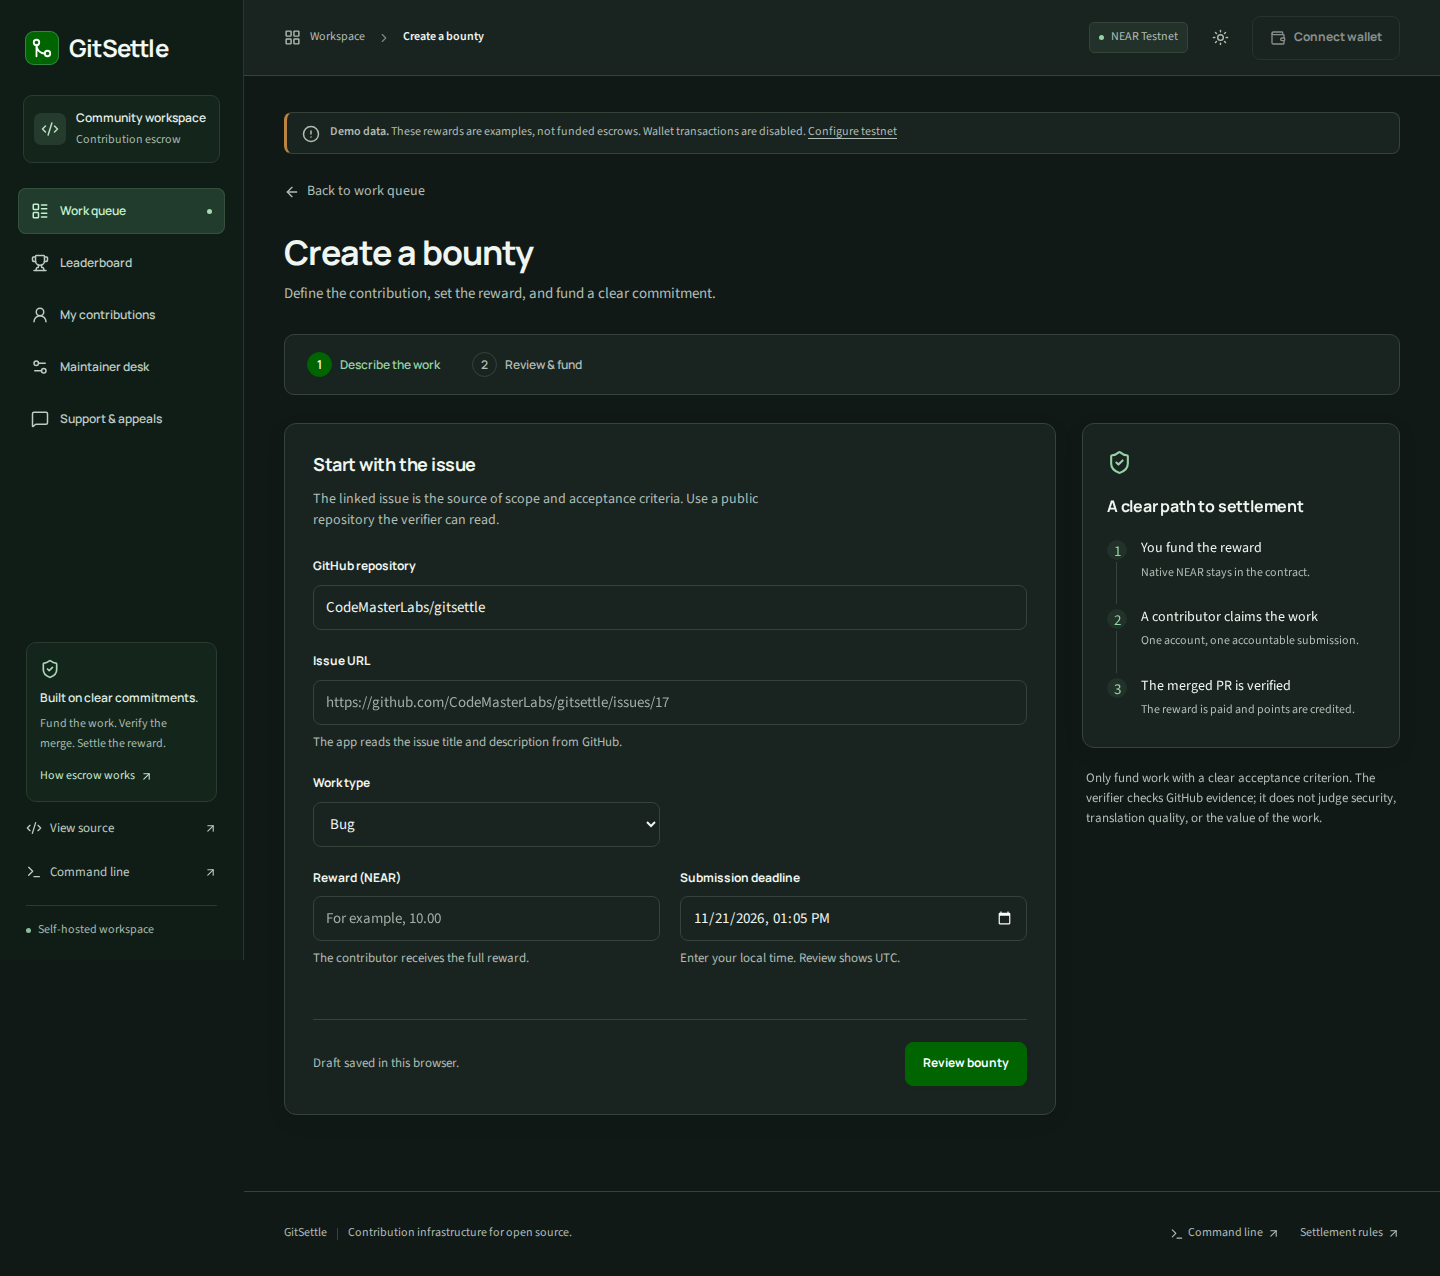 GitSettle
Community workspace
Contribution escrow
Work queue
Leaderboard
My contributions
Maintainer desk
Support & appeals
Built on clear commitments.
Fund the work. Verify the
merge. Settle the reward.
How escrow works
View source
Command line
Self-hosted workspace
Workspace
Create a bounty
NEAR Testnet
Connect wallet
Demo data. These rewards are examples, not funded escrows. Wallet transactions are disabled. Configure testnet
Back to work queue
Create a bounty
Define the contribution, set the reward, and fund a clear commitment.
1 Describe the work
2 Review & fund
Start with the issue
The linked issue is the source of scope and acceptance criteria. Use a public
repository the verifier can read.
GitHub repository
CodeMasterLabs/gitsettle
Issue URL
https://github.com/CodeMasterLabs/gitsettle/issues/17
The app reads the issue title and description from GitHub.
Work type
Bug
Reward (NEAR)
For example, 10.00
The contributor receives the full reward.
Submission deadline
11/21/2026, 01:05 PM
Enter your local time. Review shows UTC.
Draft saved in this browser.
Review bounty
A clear path to settlement
1 You fund the reward
Native NEAR stays in the contract.
2 A contributor claims the work
One account, one accountable submission.
3 The merged PR is verified
The reward is paid and points are credited.
Only fund work with a clear acceptance criterion. The
verifier checks GitHub evidence; it does not judge security,
translation quality, or the value of the work.
GitSettle | Contribution infrastructure for open source.
Command line
Settlement rules